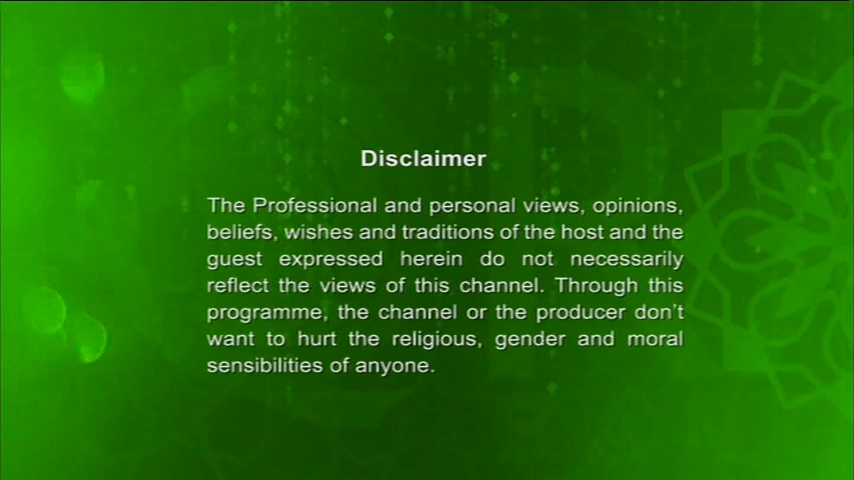 Disclaimer
The Professional and personal views, opinions,
beliefs, wishes and traditions of the host and the
guest expressed herein do not necessarily
reflect the views of this channel. Through this
programme, the channel or the producer don't
want to hurt the religious, gender and moral
sensibilities of anyone.